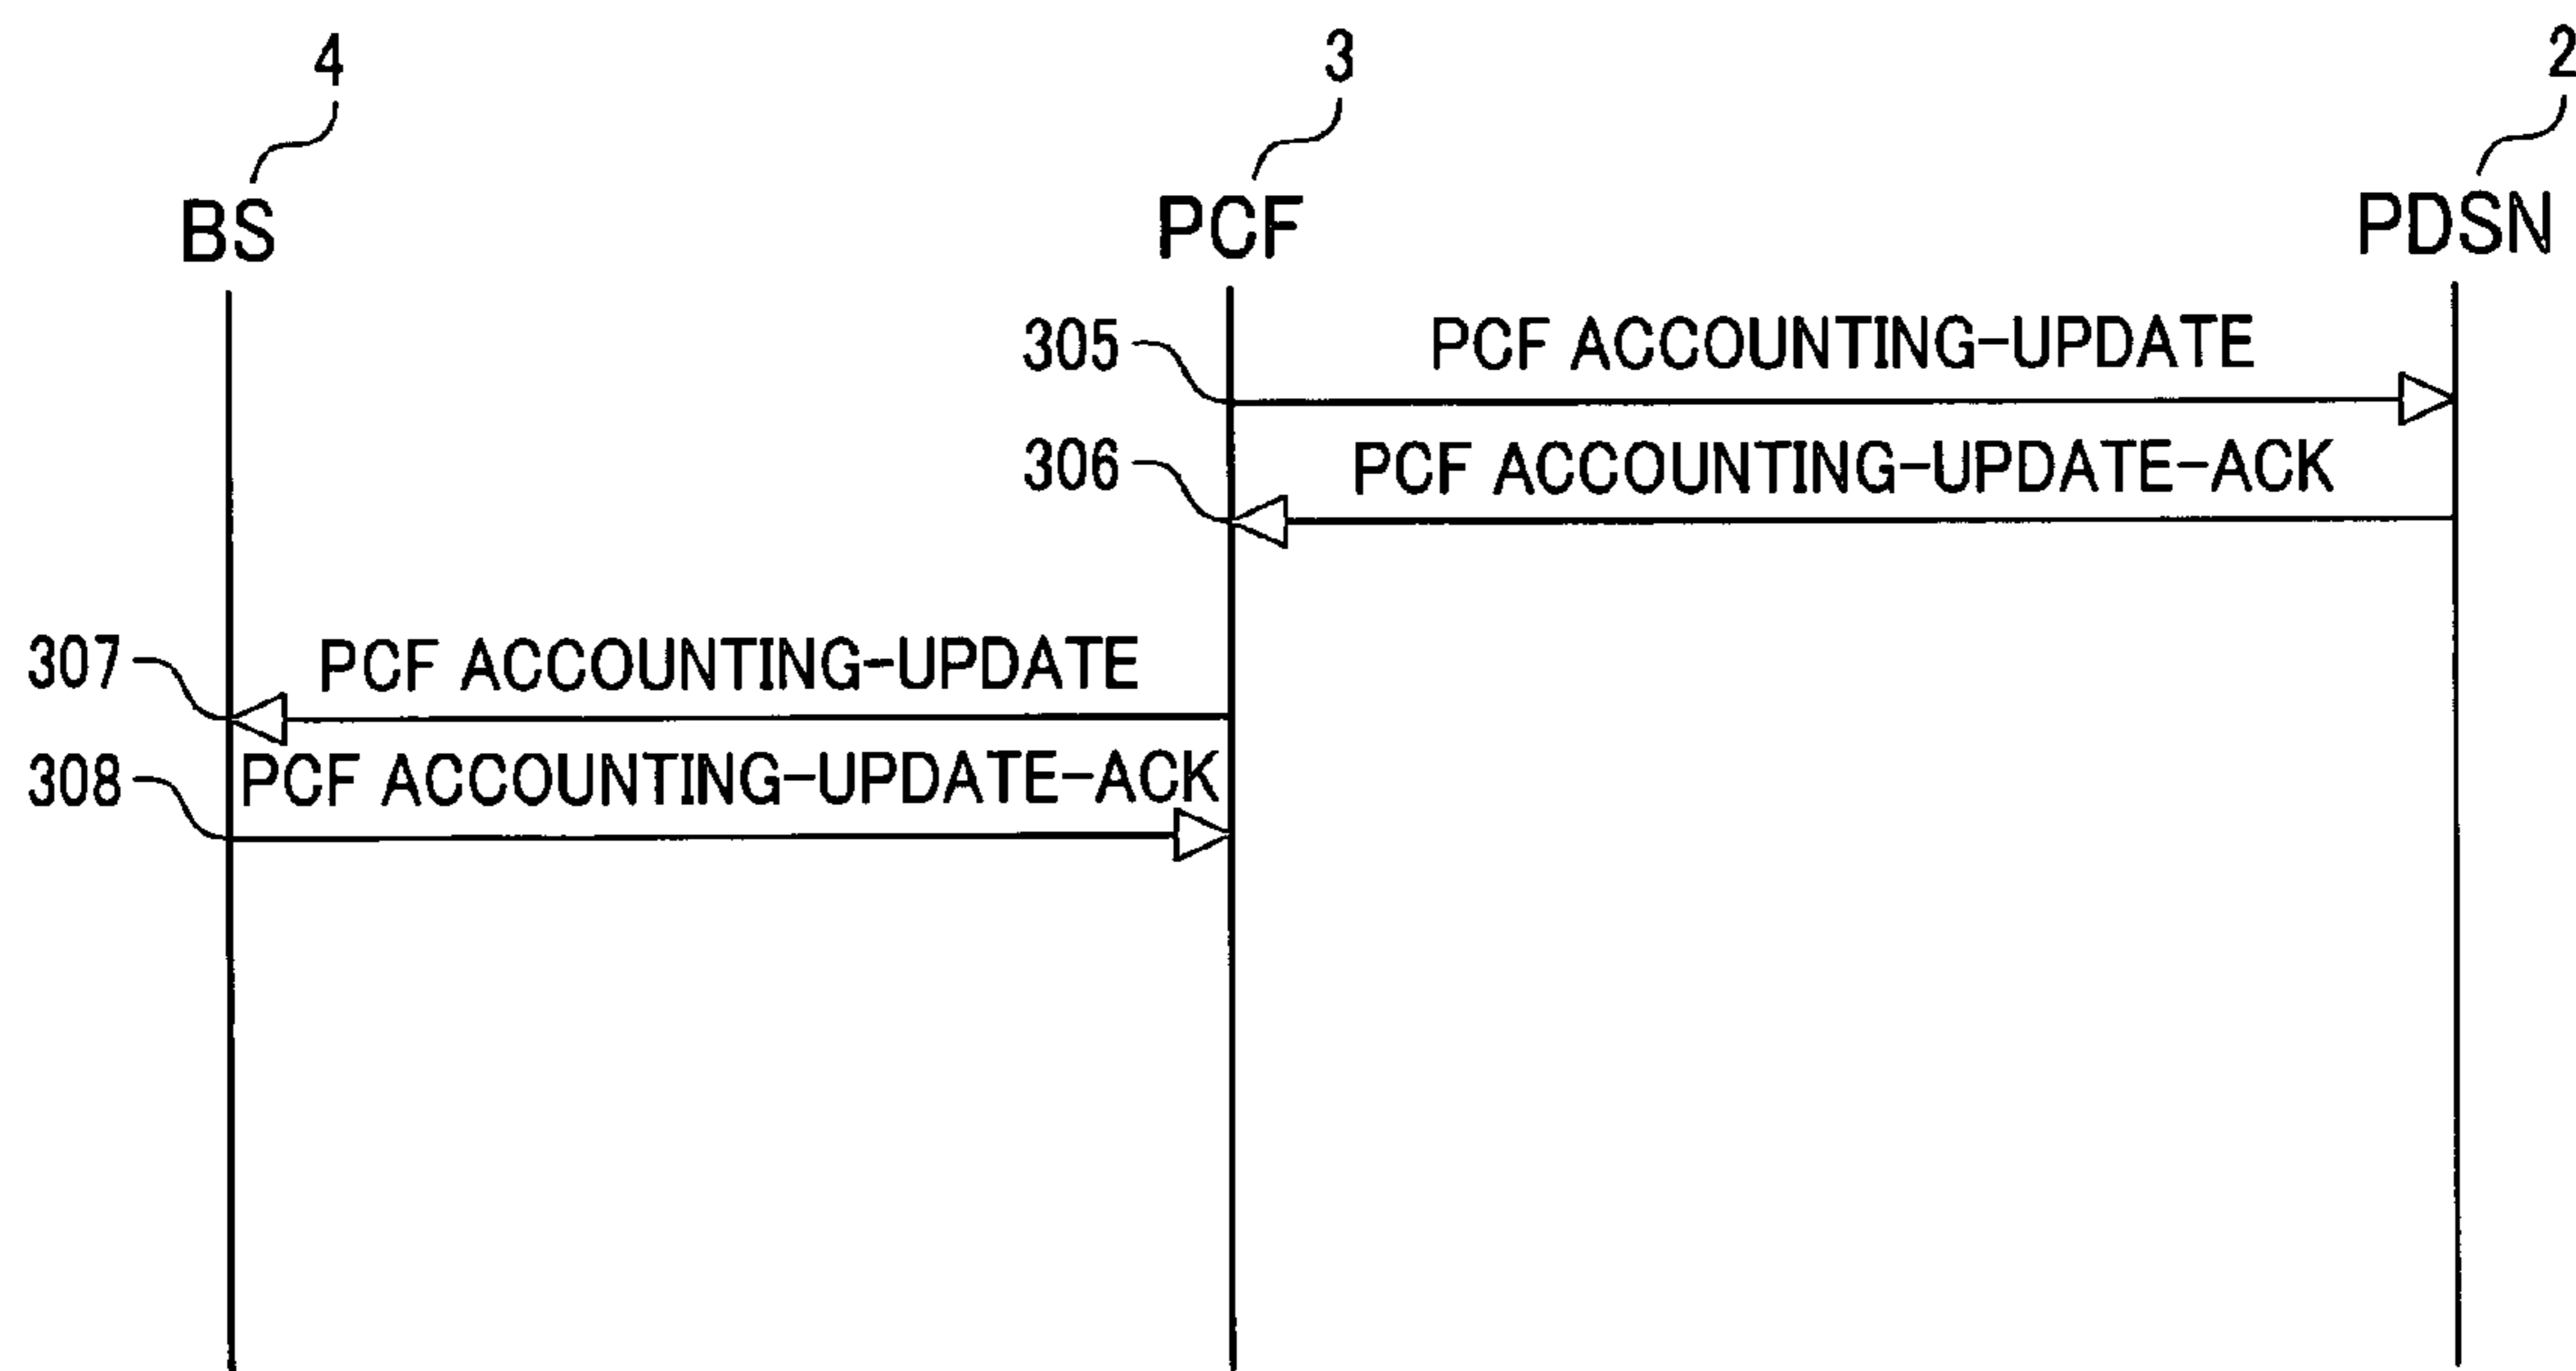 4
3
2
BS
PCF
PDSN
305
PCF ACCOUNTING-UPDATE
306
PCF ACCOUNTING-UPDATE-ACK
307
PCF ACCOUNTING-UPDATE
308
PCF ACCOUNTING-UPDATE-ACK